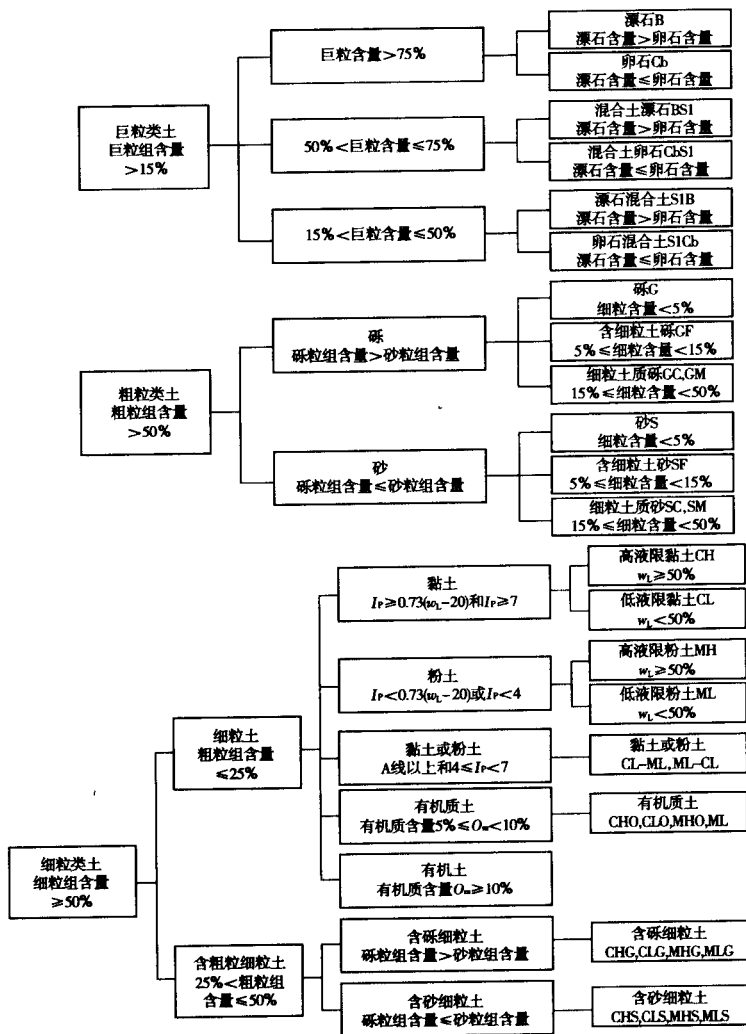 巨粒类土
巨粒组含量
>15%
巨粒含量>75%
漂石B
漂石含量>卵石含量
卵石Cb
漂石含量≤卵石含量
50%<巨粒含量≤75%
混合土漂石BS1
漂石含量>卵石含量
混合土卵石CbS1
漂石含量≤卵石含量
15%<巨粒含量≤50%
漂石混合土S1B
漂石含量>卵石含量
卵石混合土S1Cb
漂石含量≤卵石含量
粗粒类土
粗粒组含量
>50%
砾
砾粒组含量>砂粒组含量
砾G
细粒含量<5%
含细粒土砾GF
5%≤细粒含量<15%
细粒土质砾GC,GM
15%≤细粒含量<50%
砂
砾粒组含量≤砂粒组含量
砂S
细粒含量<5%
含细粒土砂SF
5%≤细粒含量<15%
细粒土质砂SC,SM
15%≤细粒含量<50%
细粒类土
细粒组含量
≥50%
细粒土
粗粒组含量
≤25%
黏土
IP≥0.73(wL-20)和IP≥7
高液限黏土CH
wL≥50%
低液限黏土CL
wL<50%
粉土
IP<0.73(wL-20)或IP<4
高液限粉土MH
wL≥50%
低液限粉土ML
wL<50%
黏土或粉土
A线以上和4≤IP<7
黏土或粉土
CL-ML,ML-CL
有机质土
有机质含量5%≤Om<10%
有机质土
CHO,CLO,MHO,ML
有机土
有机质含量Om≥10%
含粗粒细粒土
25%<粗粒组
含量≤50%
含砾细粒土
砾粒组含量>砂粒组含量
含砾细粒土
CHG,CLG,MHG,MLG
含砂细粒土
砾粒组含量≤砂粒组含量
含砂细粒土
CHS,CLS,MHS,MLS